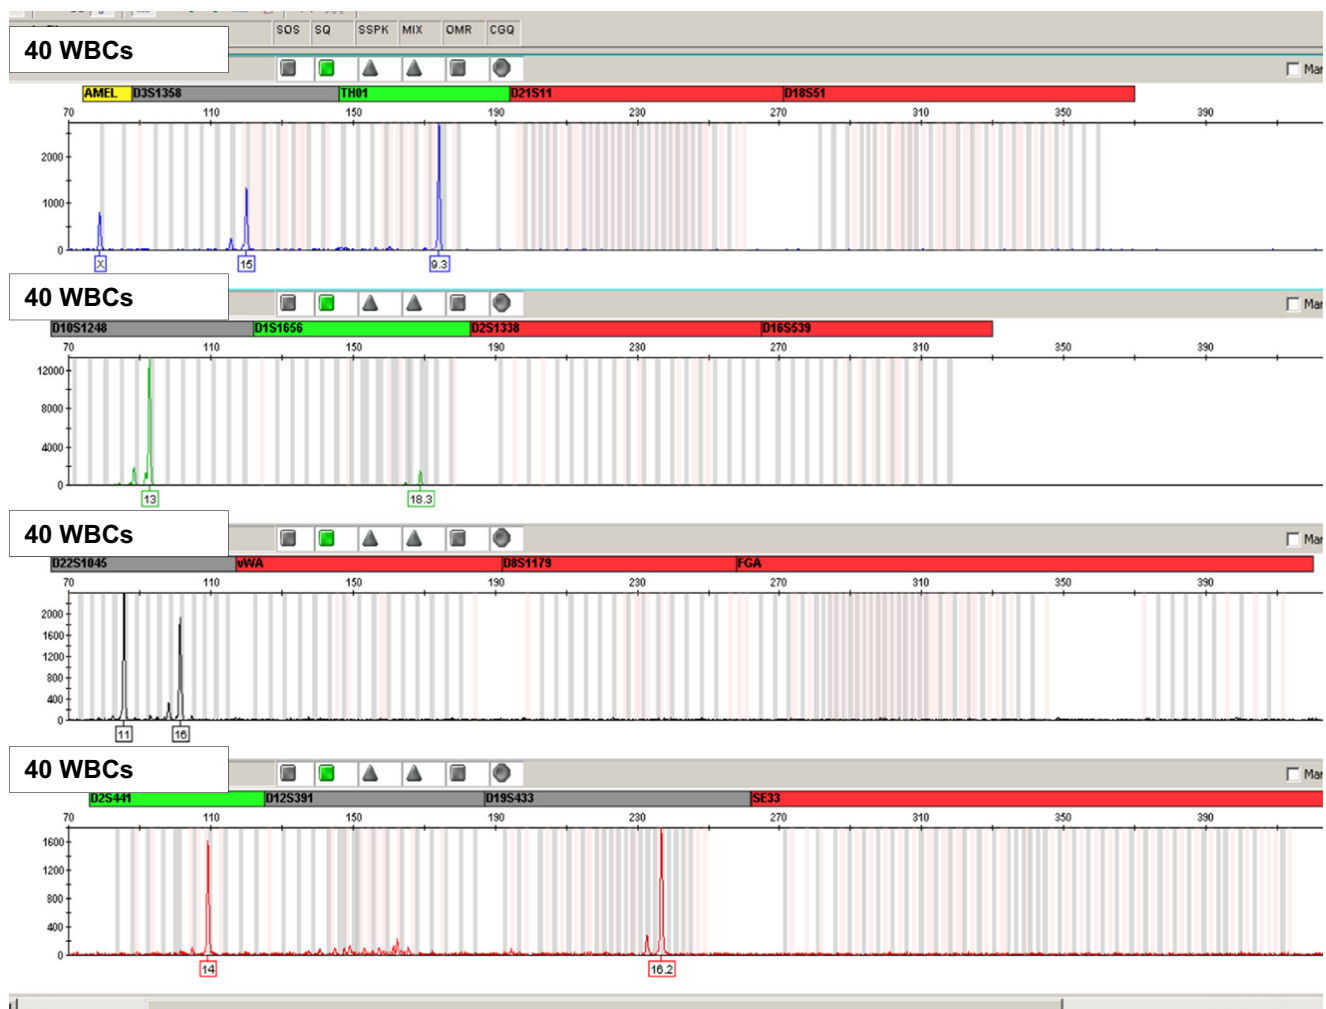 SOS SQ SSPK MIX OMR CGQ
40 WBCs
Mar
AMEL D3S1358 TH01 D21S11 D18S51
70 110 150 190 230 270 310 350 390
2000
1000
0
X 15 9.3
40 WBCs
Mar
D10S1248 D1S1656 D2S1338 D16S539
70 110 150 190 230 270 310 350 390
12000
8000
4000
0
13 18.3
40 WBCs
Mar
D22S1045 vWA D8S1179 FGA
70 110 150 190 230 270 310 350 390
2000
1600
1200
800
400
0
11 16
40 WBCs
Mar
D2S441 D12S391 D19S433 SE33
70 110 150 190 230 270 310 350 390
1600
1200
800
400
0
14 16.2